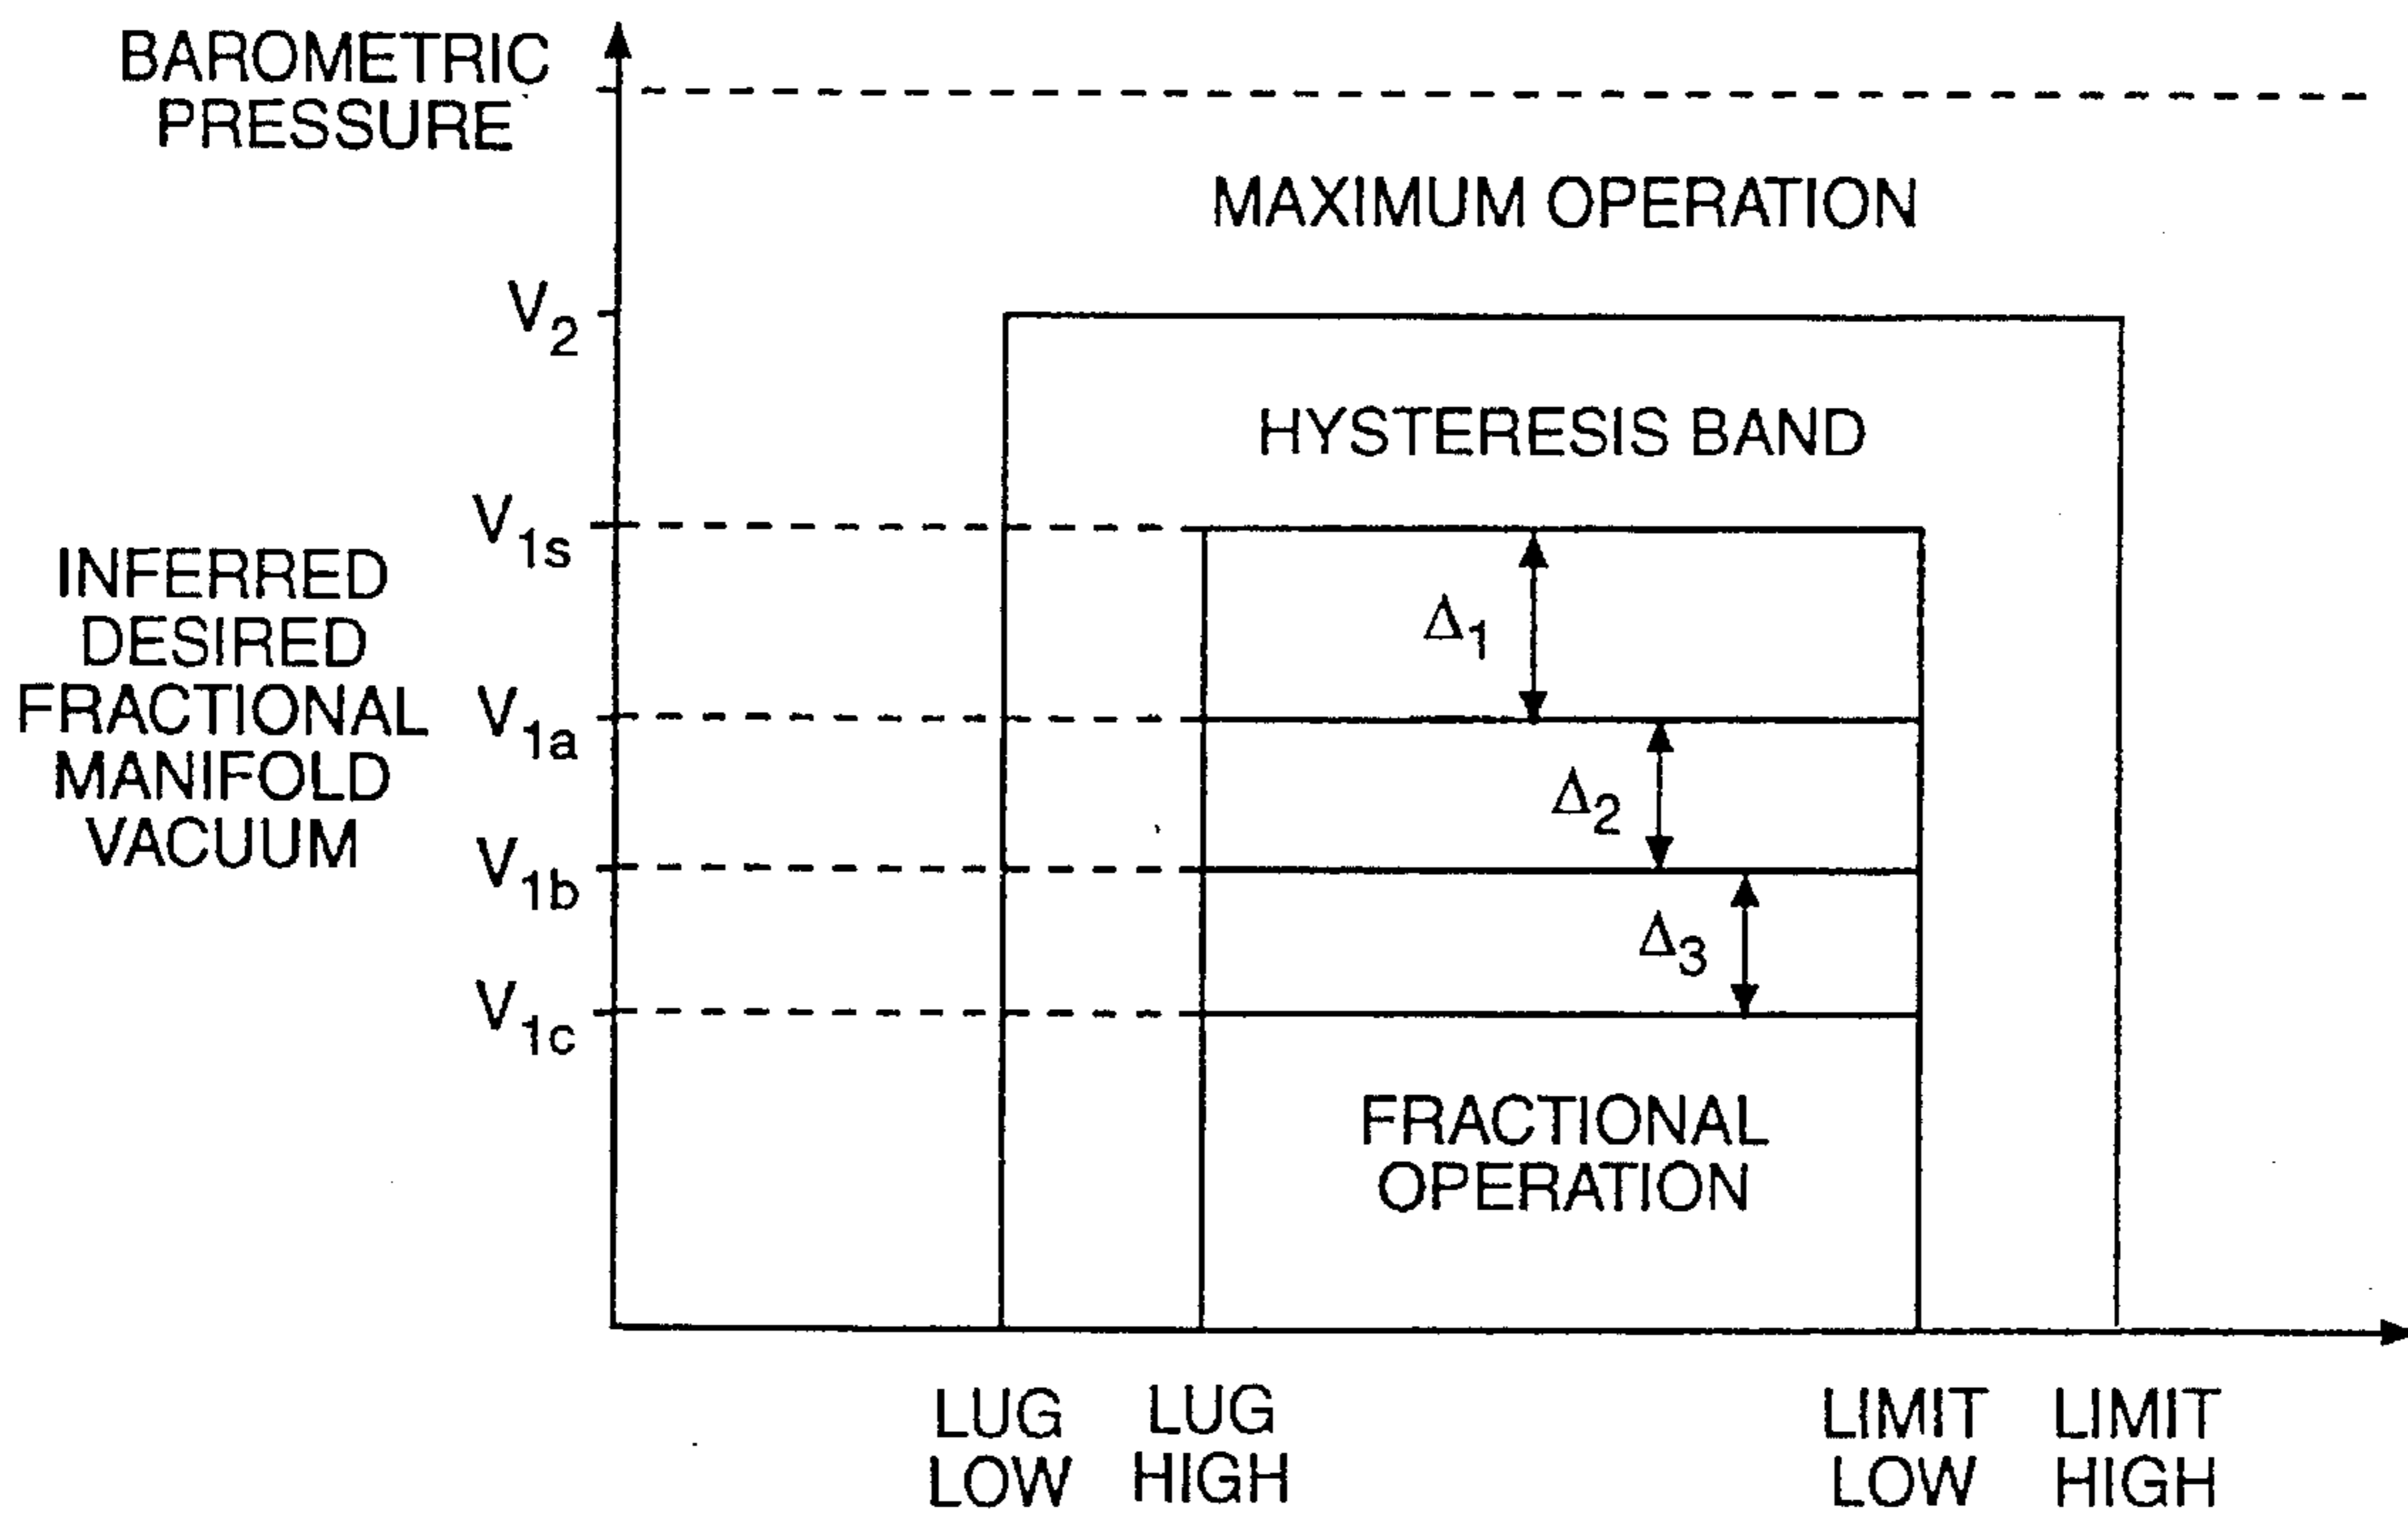 BAROMETRIC
PRESSURE
MAXIMUM OPERATION
V2
HYSTERESIS BAND
V1s
INFERRED
DESIRED
FRACTIONAL
MANIFOLD
VACUUM
Δ1
V1a
Δ2
V1b
Δ3
V1c
FRACTIONAL
OPERATION
LUG
LOW
LUG
HIGH
LIMIT
LOW
LIMIT
HIGH